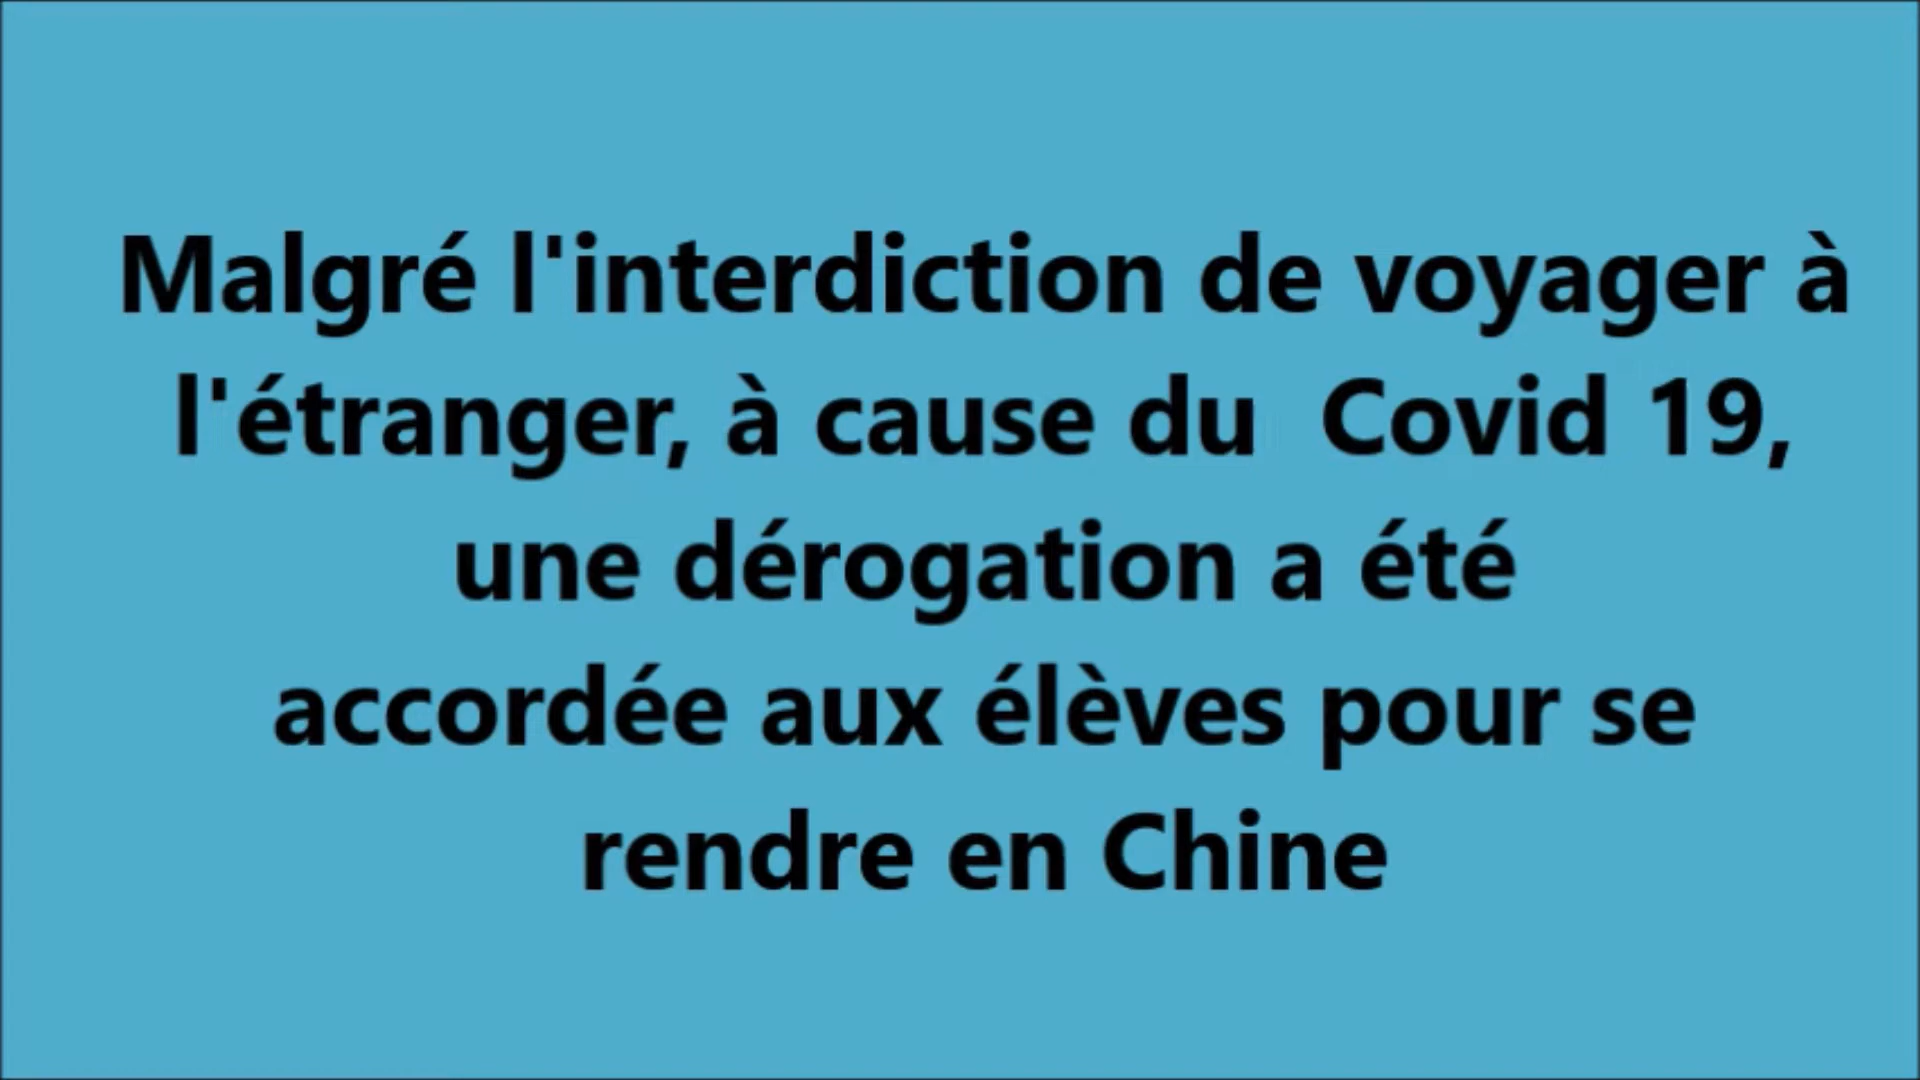 Malgré l'interdiction de voyager à
l'étranger, à cause du  Covid 19,
une dérogation a été
accordée aux élèves pour se
rendre en Chine